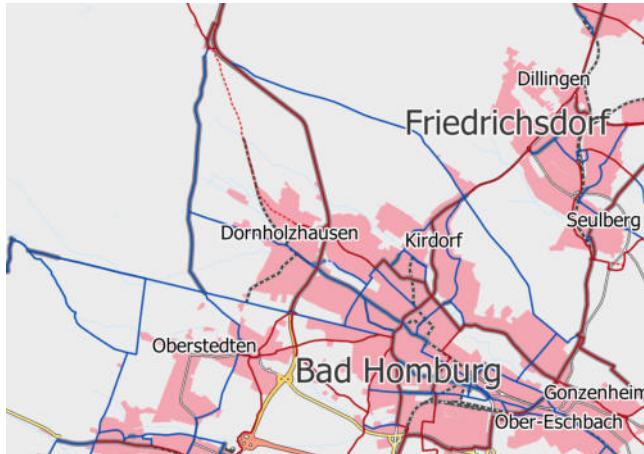 Dillingen
Friedrichsdorf
Seulberg
Dornholzhausen
Kirdorf
Oberstedten
Bad Homburg
Gonzenheim
Ober-Eschbach